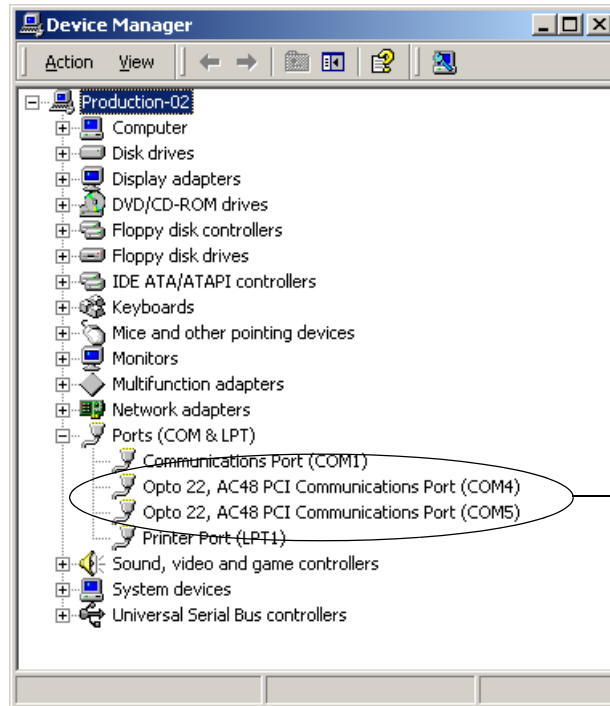 Device Manager
Action View
Production-02
Computer
Disk drives
Display adapters
DVD/CD-ROM drives
Floppy disk controllers
Floppy disk drives
IDE ATA/ATAPI controllers
Keyboards
Mice and other pointing devices
Monitors
Multifunction adapters
Network adapters
Ports (COM & LPT)
Communications Port (COM1)
Opto 22, AC48 PCI Communications Port (COM4)
Opto 22, AC48 PCI Communications Port (COM5)
Printer Port (LPT1)
Sound, video and game controllers
System devices
Universal Serial Bus controllers